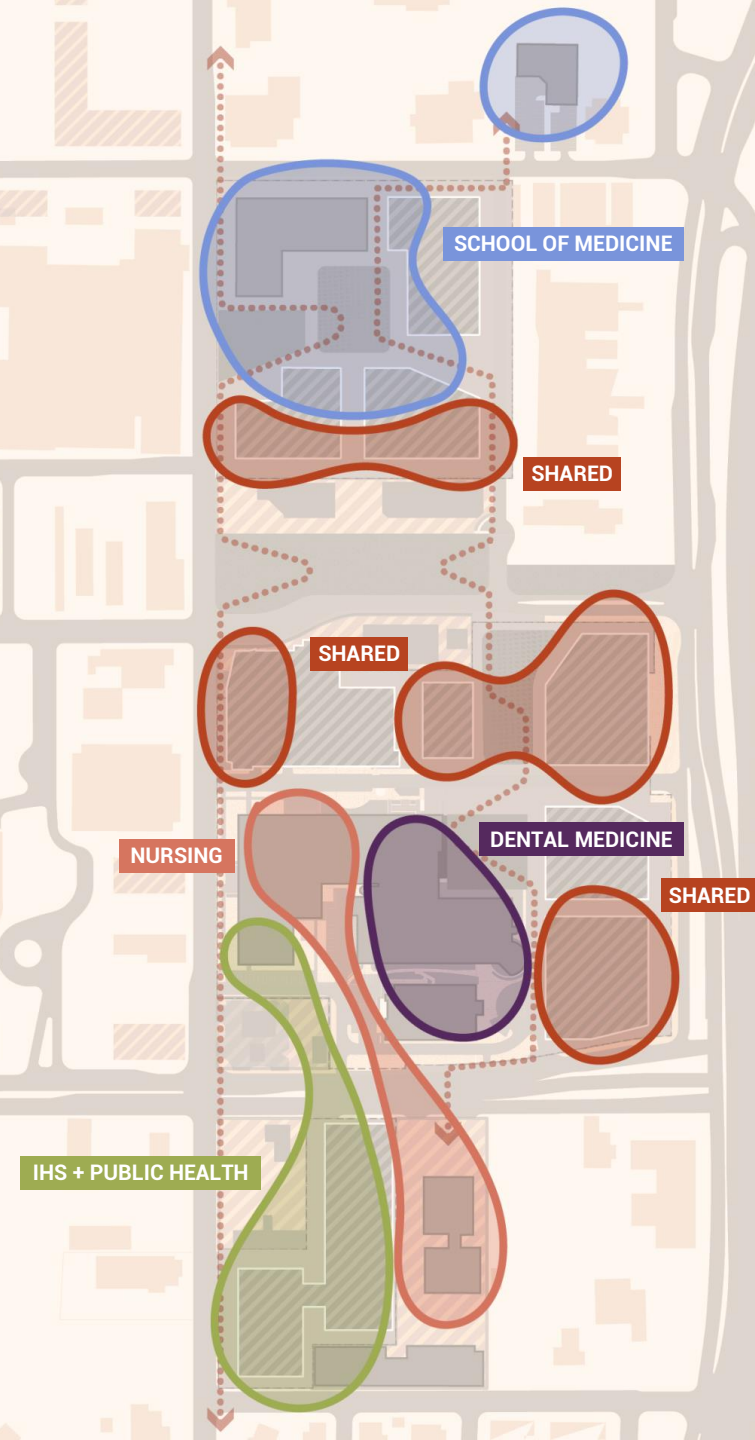 SCHOOL OF MEDICINE
SHARED
SHARED
DENTAL MEDICINE
NURSING
SHARED
IHS + PUBLIC HEALTH